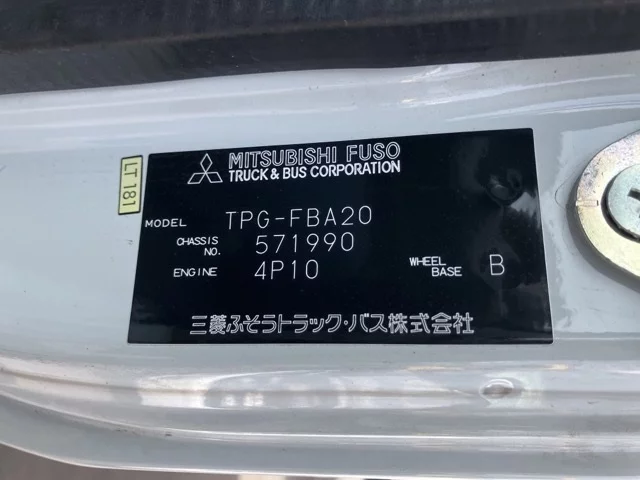 MITSUBISHI FUSO
TRUCK & BUS CORPORATION
LT 181
MODEL TPG-FBA20
CHASSIS NO. 571990
ENGINE 4P10 WHEEL BASE B
三菱ふそうトラック・バス株式会社